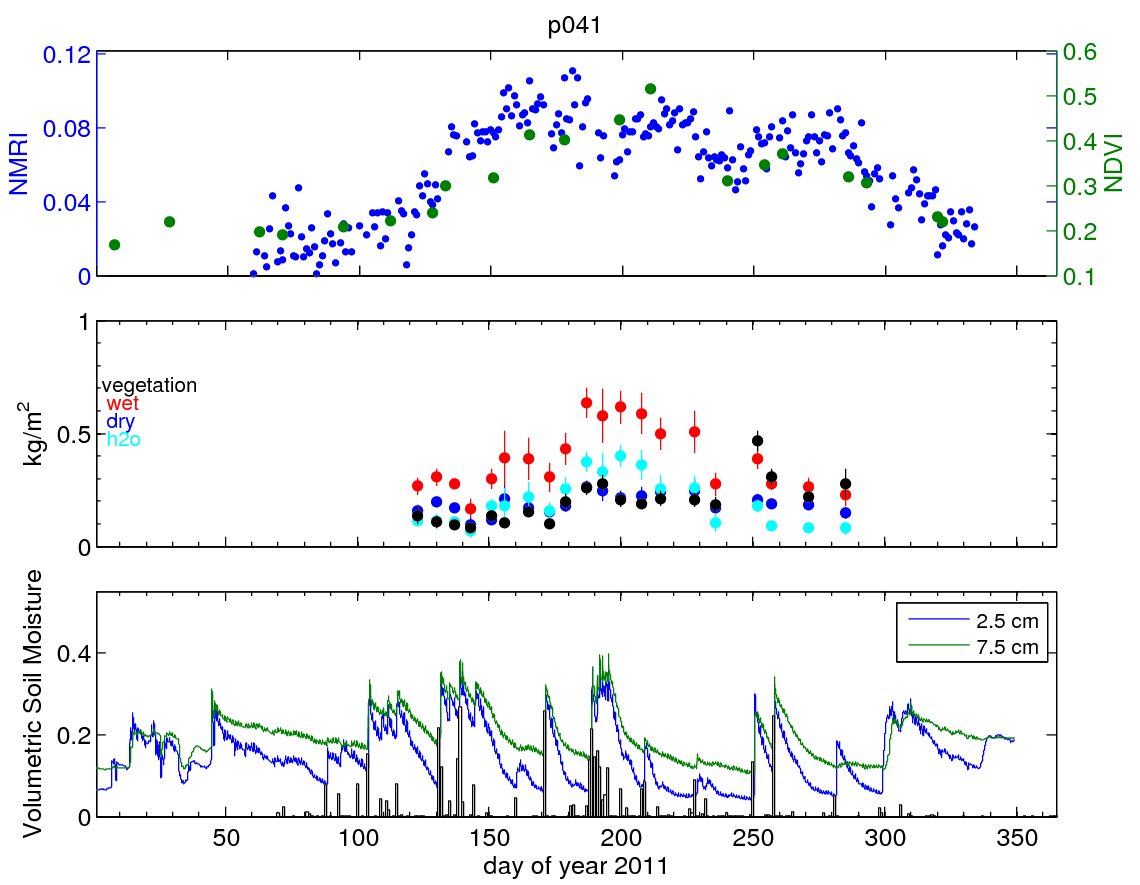 p041
0.12
0.08
0.04
0
NMRI
0.6
0.5
0.4
0.3
0.2
0.1
NDVI
1
0.5
0
kg/m²
vegetation
wet
dry
h2o
0.4
0.2
0
Volumetric Soil Moisture
2.5 cm
7.5 cm
50 100 150 200 250 300 350
day of year 2011